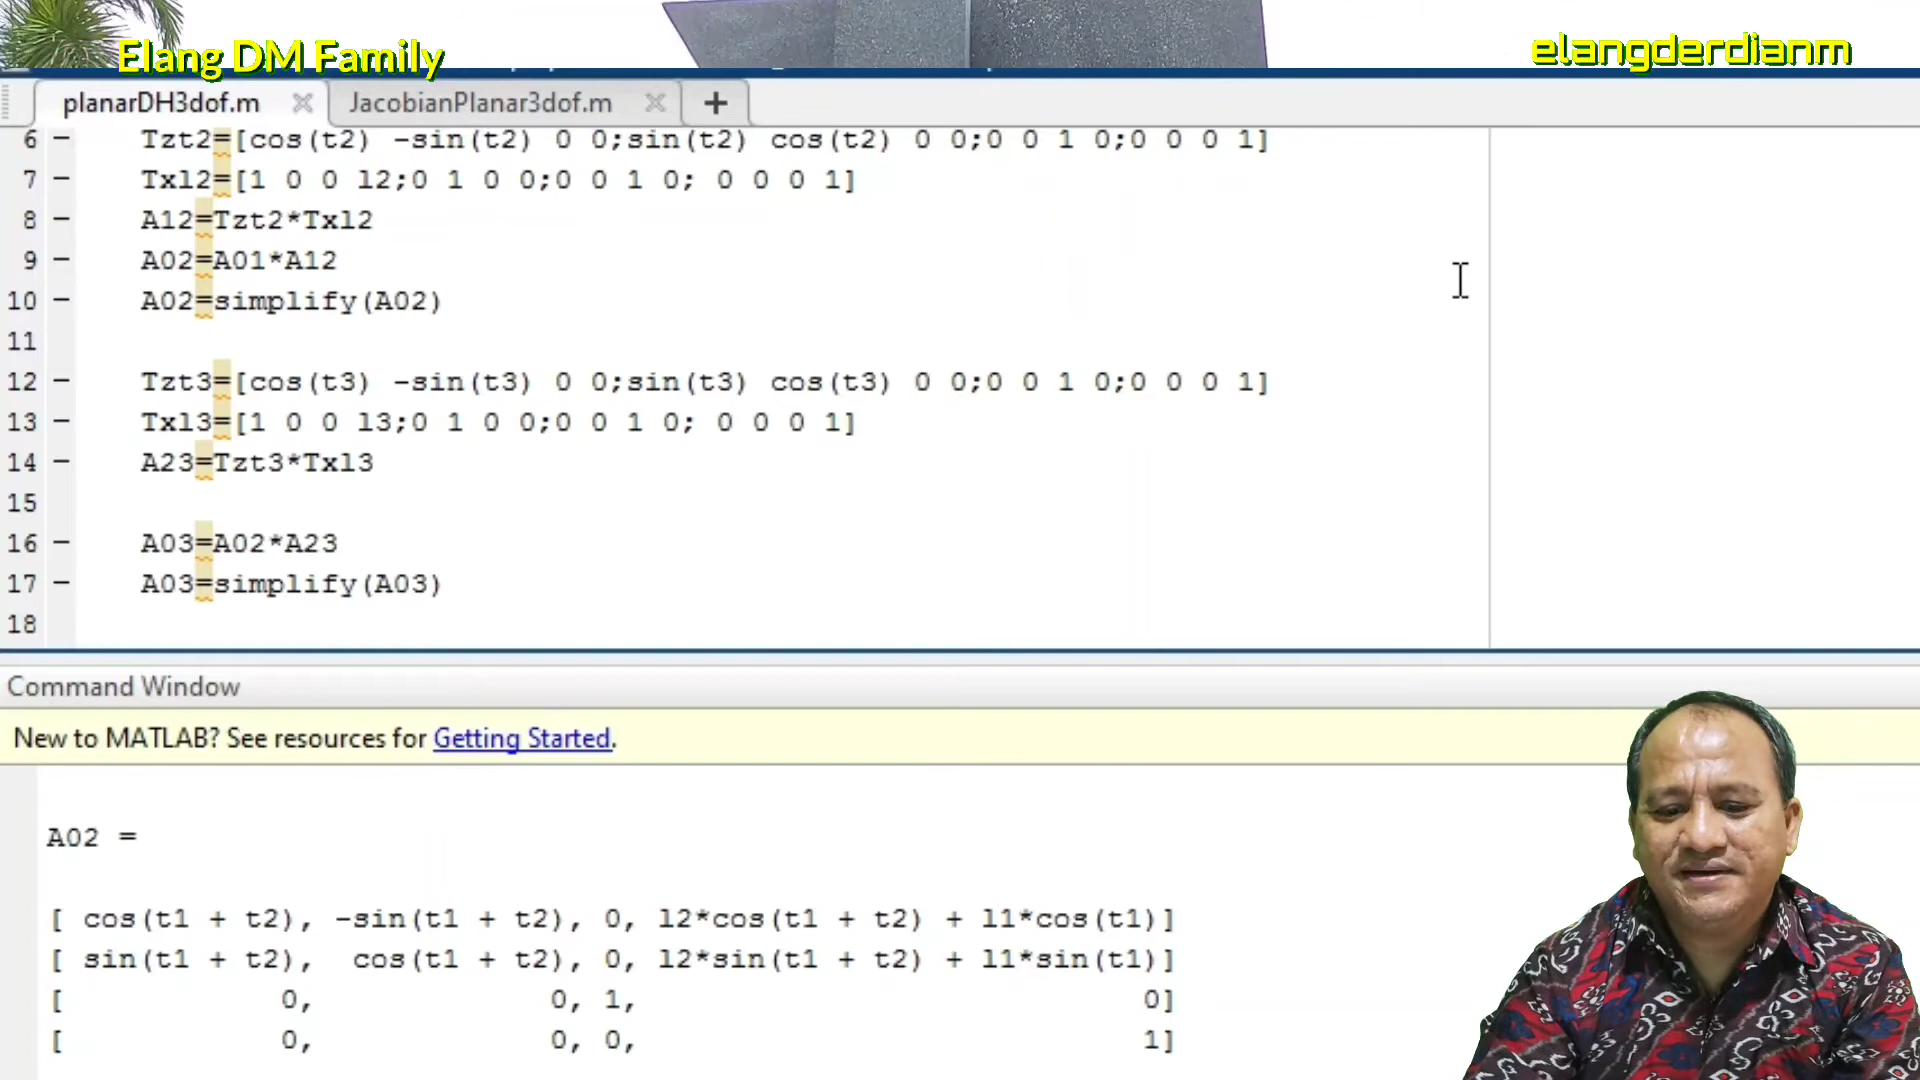 Elang DM Family
elangderdianm
planarDH3dof.m
JacobianPlanar3dof.m
6 - Tzt2=[cos(t2) -sin(t2) 0 0;sin(t2) cos(t2) 0 0;0 0 1 0;0 0 0 1]
7 - Txl2=[1 0 0 l2;0 1 0 0;0 0 1 0; 0 0 0 1]
8 - A12=Tzt2*Txl2
9 - A02=A01*A12
10 - A02=simplify(A02)
11
12 - Tzt3=[cos(t3) -sin(t3) 0 0;sin(t3) cos(t3) 0 0;0 0 1 0;0 0 0 1]
13 - Txl3=[1 0 0 l3;0 1 0 0;0 0 1 0; 0 0 0 1]
14 - A23=Tzt3*Txl3
15
16 - A03=A02*A23
17 - A03=simplify(A03)
18
Command Window
New to MATLAB? See resources for Getting Started.
A02 =
[ cos(t1 + t2), -sin(t1 + t2), 0, l2*cos(t1 + t2) + l1*cos(t1)]
[ sin(t1 + t2), cos(t1 + t2), 0, l2*sin(t1 + t2) + l1*sin(t1)]
[ 0, 0, 1, 0]
[ 0, 0, 0, 1]